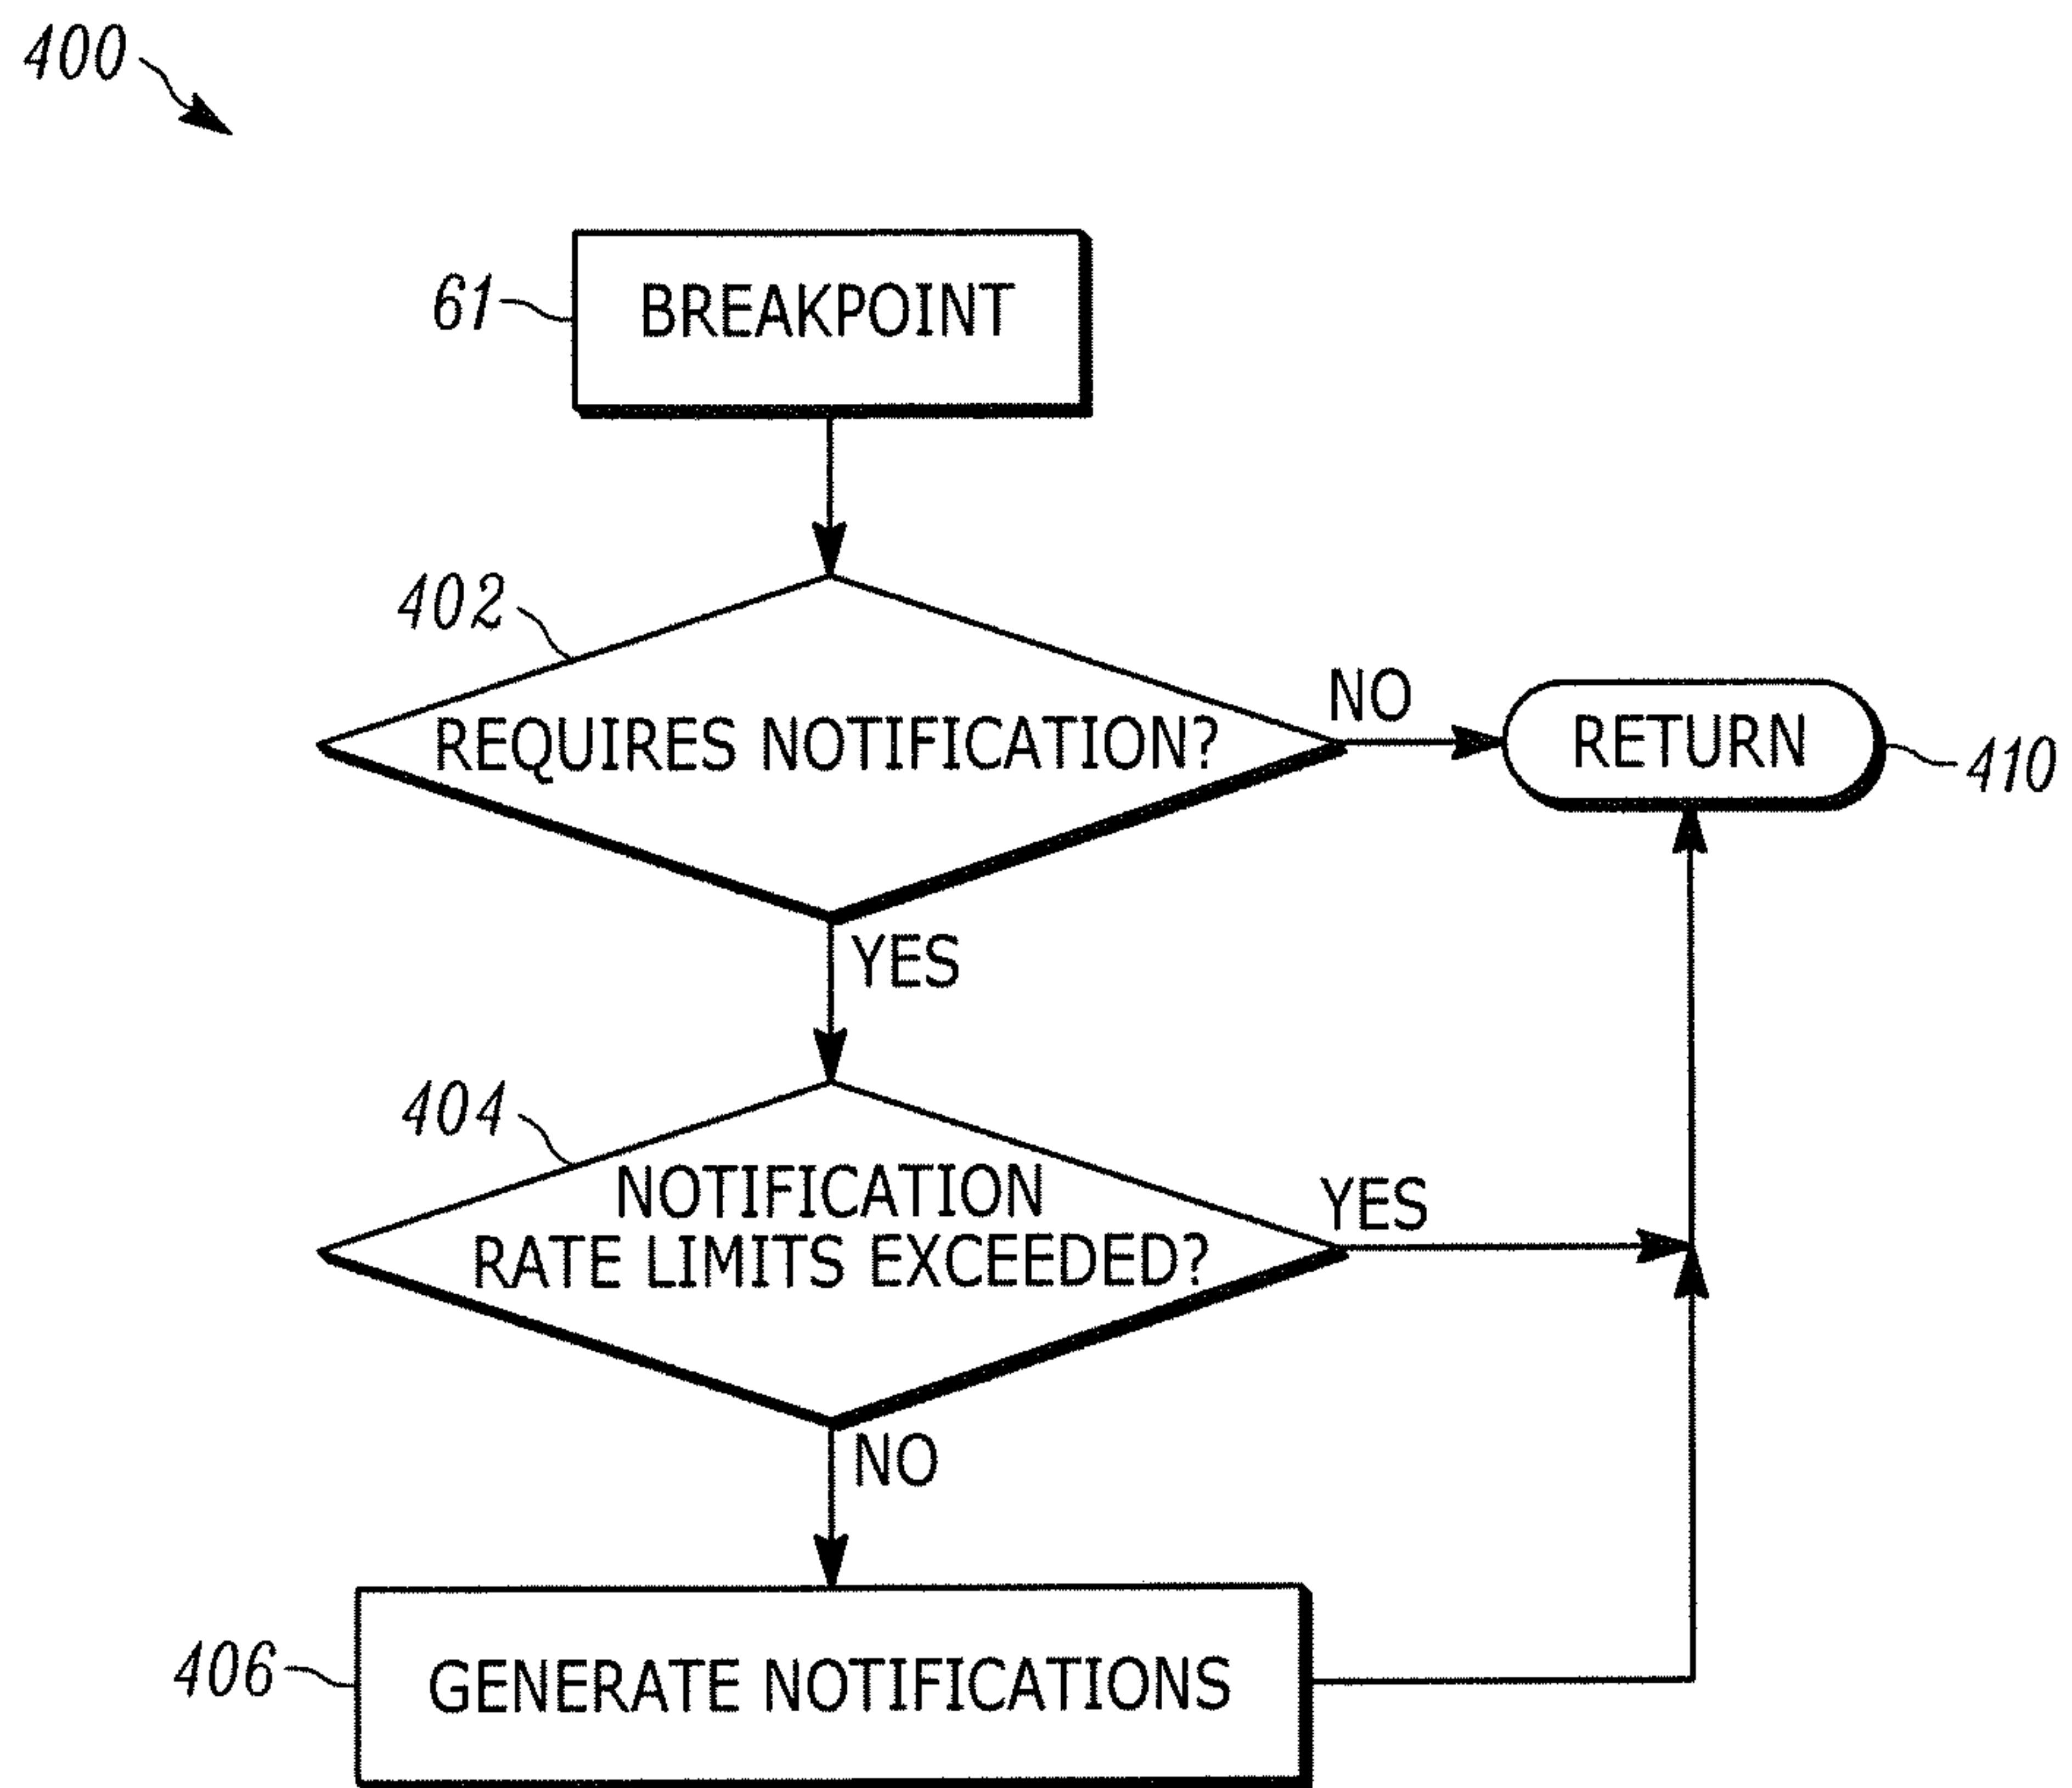 400
61
BREAKPOINT
402
REQUIRES NOTIFICATION?
NO
RETURN
410
YES
404
NOTIFICATION
RATE LIMITS EXCEEDED?
YES
NO
406
GENERATE NOTIFICATIONS